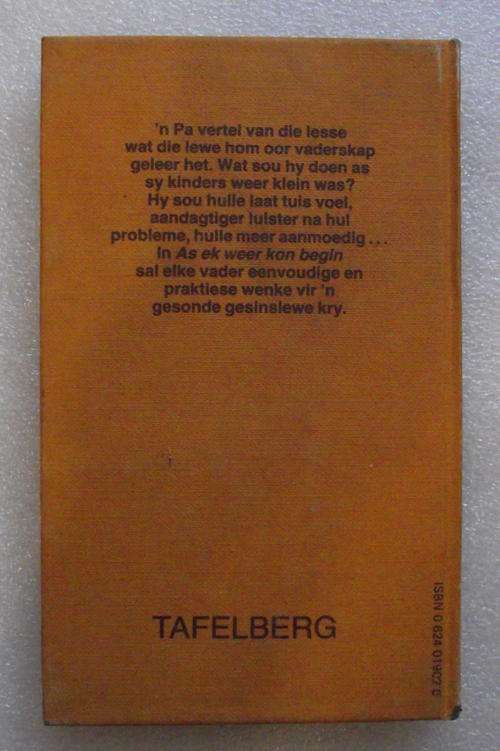 'n Pa vertel van die lesse
wat die lewe hom oor vaderskap
geleer het. Wat sou hy doen as
sy kinders weer klein was?
Hy sou hulle laat tuis voel,
aandagtiger luister na hul
probleme, hulle meer aanmoedig...
In As ek weer kon begin
sal elke vader eenvoudige en
praktiese wenke vir 'n
gesonde gesinslewe kry.
TAFELBERG
ISBN 0 624 01902 0